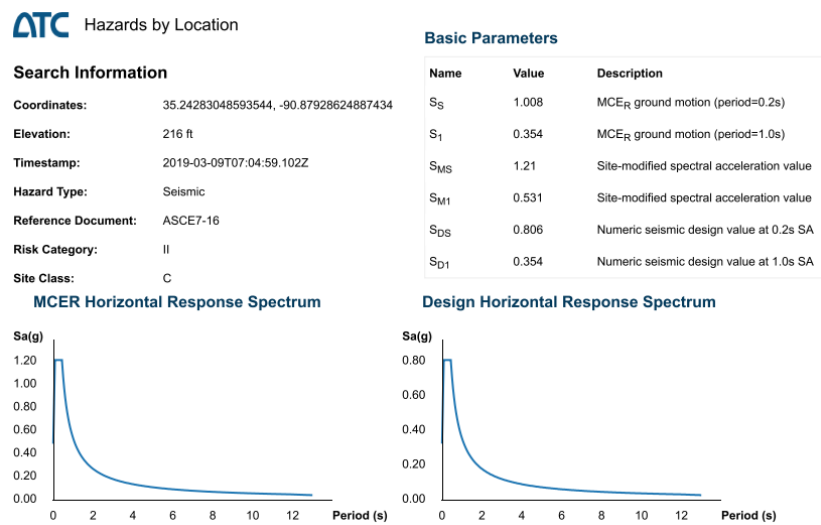 ATC Hazards by Location
Search Information
Coordinates: 35.24283048593544, -90.87928624887434
Elevation: 216 ft
Timestamp: 2019-03-09T07:04:59.102Z
Hazard Type: Seismic
Reference Document: ASCE7-16
Risk Category: II
Site Class: C
Basic Parameters
Name Value Description
SS 1.008 MCER ground motion (period=0.2s)
S1 0.354 MCER ground motion (period=1.0s)
SMS 1.21 Site-modified spectral acceleration value
SM1 0.531 Site-modified spectral acceleration value
SDS 0.806 Numeric seismic design value at 0.2s SA
SD1 0.354 Numeric seismic design value at 1.0s SA
MCER Horizontal Response Spectrum
Sa(g)
1.20
1.00
0.80
0.60
0.40
0.20
0.00
0 2 4 6 8 10 12 Period (s)
Design Horizontal Response Spectrum
Sa(g)
0.80
0.60
0.40
0.20
0.00
0 2 4 6 8 10 12 Period (s)